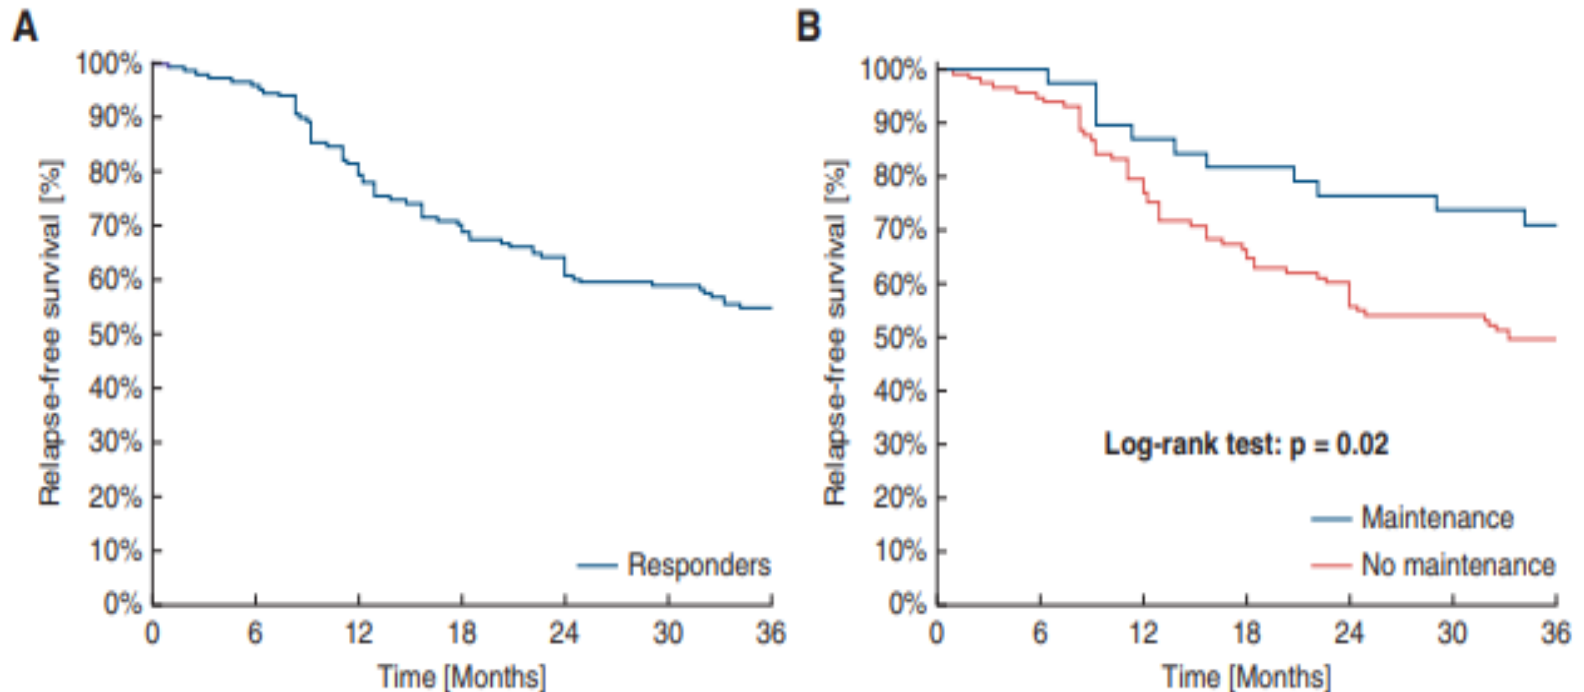 A
Relapse-free survival [%]
100%
90%
80%
70%
60%
50%
40%
30%
20%
10%
0%
Responders
0 6 12 18 24 30 36
Time [Months]
B
Relapse-free survival [%]
100%
90%
80%
70%
60%
50%
40%
30%
20%
10%
0%
Log-rank test: p = 0.02
Maintenance
No maintenance
0 6 12 18 24 30 36
Time [Months]